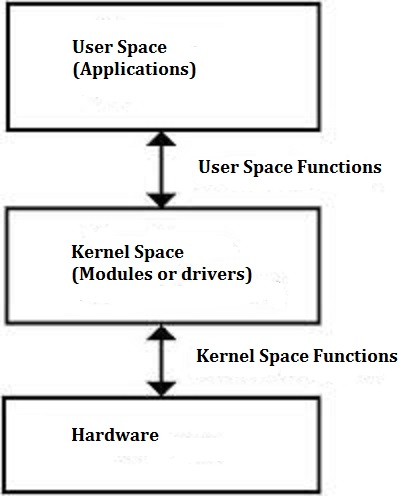 User Space
(Applications)
User Space Functions
Kernel Space
(Modules or drivers)
Kernel Space Functions
Hardware